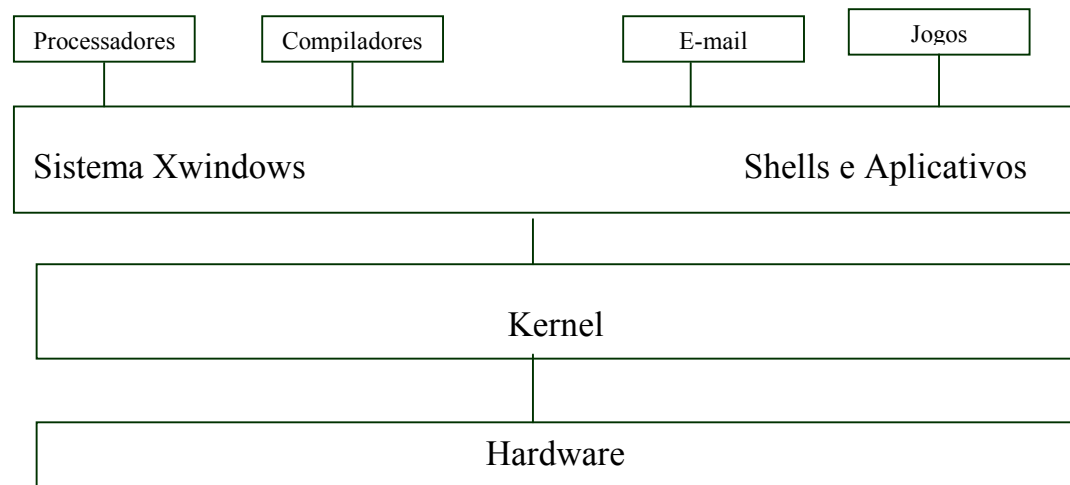 Processadores
Compiladores
E-mail
Jogos
Sistema Xwindows
Shells e Aplicativos
Kernel
Hardware